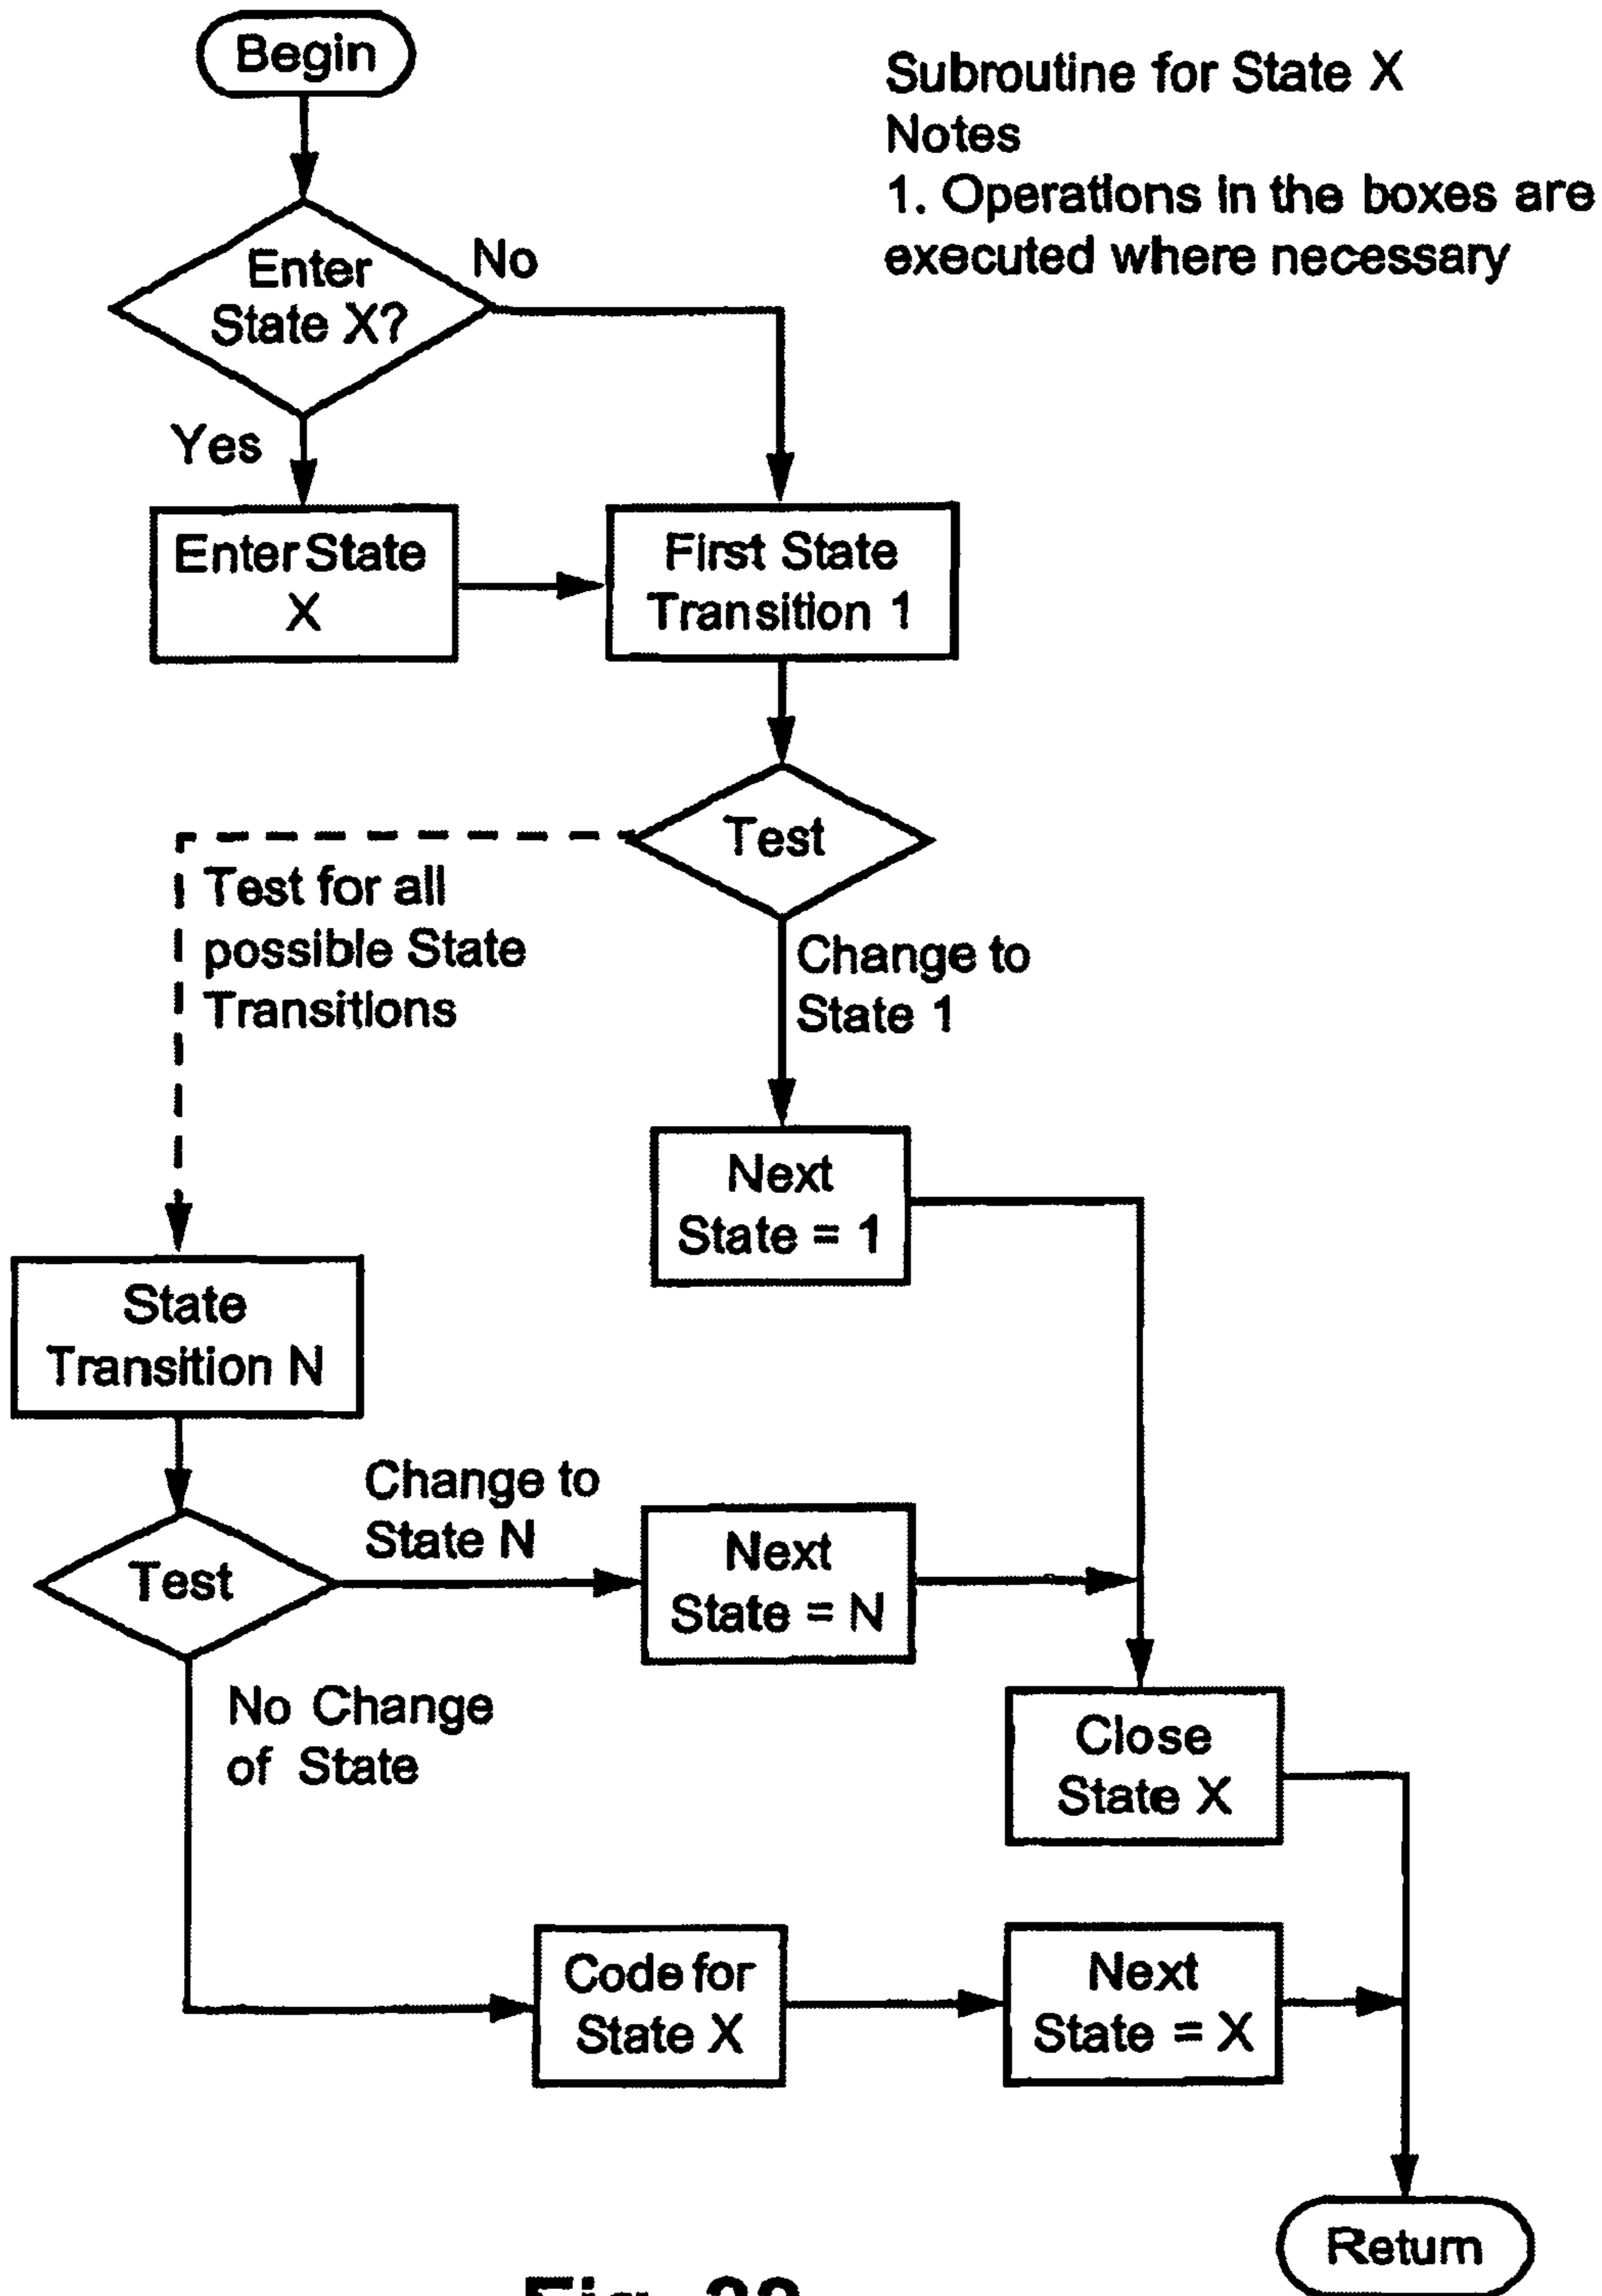 Begin
Subroutine for State X
Notes
1. Operations in the boxes are
executed where necessary
Enter
State X?
No
Yes
Enter State
X
First State
Transition 1
Test
Test for all
possible State
Transitions
Change to
State 1
Next
State = 1
State
Transition N
Test
Change to
State N
Next
State = N
No Change
of State
Close
State X
Code for
State X
Next
State = X
Return